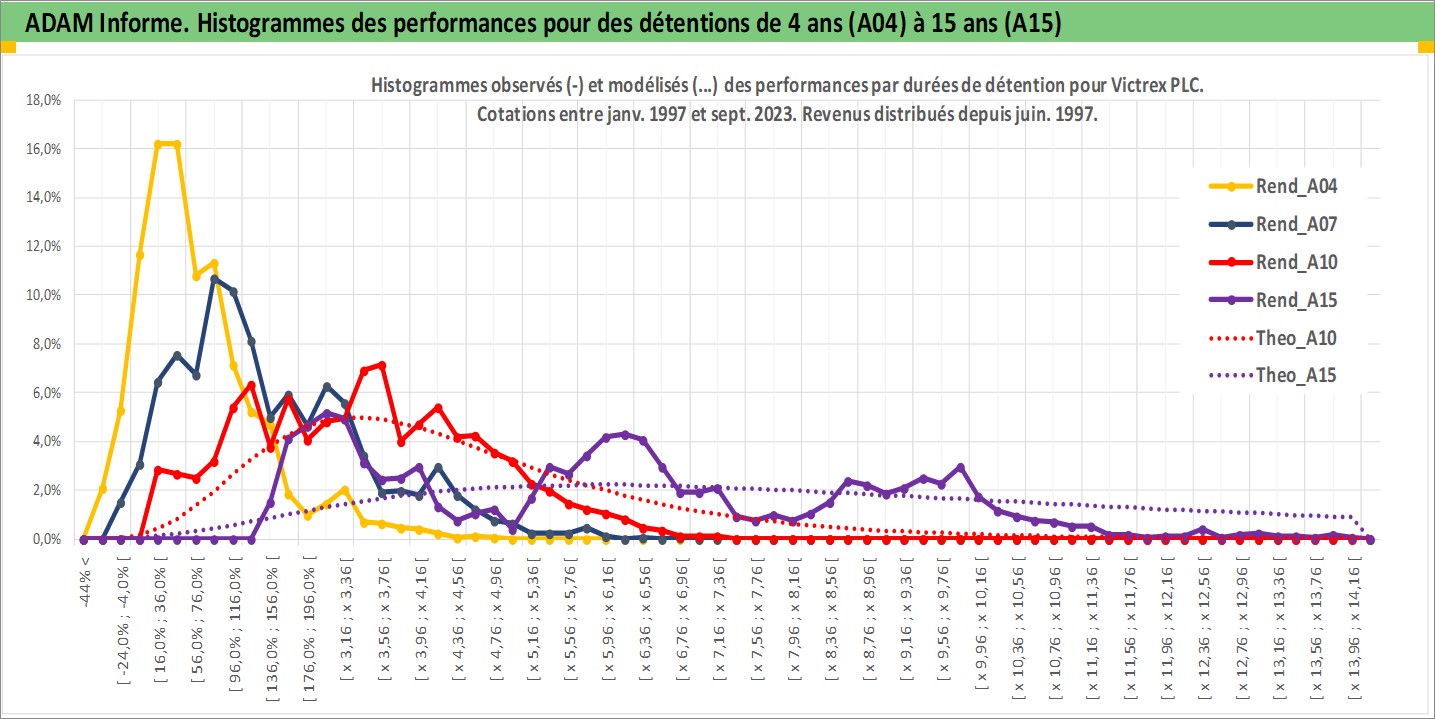 ADAM Informe. Histogrammes des performances pour des détentions de 4 ans (A04) à 15 ans (A15)
Histogrammes observés (-) et modélisés (...) des performances par durées de détention pour Victrex PLC.
Cotations entre janv. 1997 et sept. 2023. Revenus distribués depuis juin. 1997.
18,0%
16,0%
14,0%
12,0%
10,0%
8,0%
6,0%
4,0%
2,0%
0,0%
Rend_A04
Rend_A07
Rend_A10
Rend_A15
Theo_A10
Theo_A15
-44% <
[ -24,0% ; -4,0% [
[ 16,0% ; 36,0% [
[ 56,0% ; 76,0% [
[ 96,0% ; 116,0% [
[ 136,0% ; 156,0% [
[ 176,0% ; 196,0% [
[ x 3,16 ; x 3,36 [
[ x 3,56 ; x 3,76 [
[ x 3,96 ; x 4,16 [
[ x 4,36 ; x 4,56 [
[ x 4,76 ; x 4,96 [
[ x 5,16 ; x 5,36 [
[ x 5,56 ; x 5,76 [
[ x 5,96 ; x 6,16 [
[ x 6,36 ; x 6,56 [
[ x 6,76 ; x 6,96 [
[ x 7,16 ; x 7,36 [
[ x 7,56 ; x 7,76 [
[ x 7,96 ; x 8,16 [
[ x 8,36 ; x 8,56 [
[ x 8,76 ; x 8,96 [
[ x 9,16 ; x 9,36 [
[ x 9,56 ; x 9,76 [
[ x 9,96 ; x 10,16 [
[ x 10,36 ; x 10,56 [
[ x 10,76 ; x 10,96 [
[ x 11,16 ; x 11,36 [
[ x 11,56 ; x 11,76 [
[ x 11,96 ; x 12,16 [
[ x 12,36 ; x 12,56 [
[ x 12,76 ; x 12,96 [
[ x 13,16 ; x 13,36 [
[ x 13,56 ; x 13,76 [
[ x 13,96 ; x 14,16 [